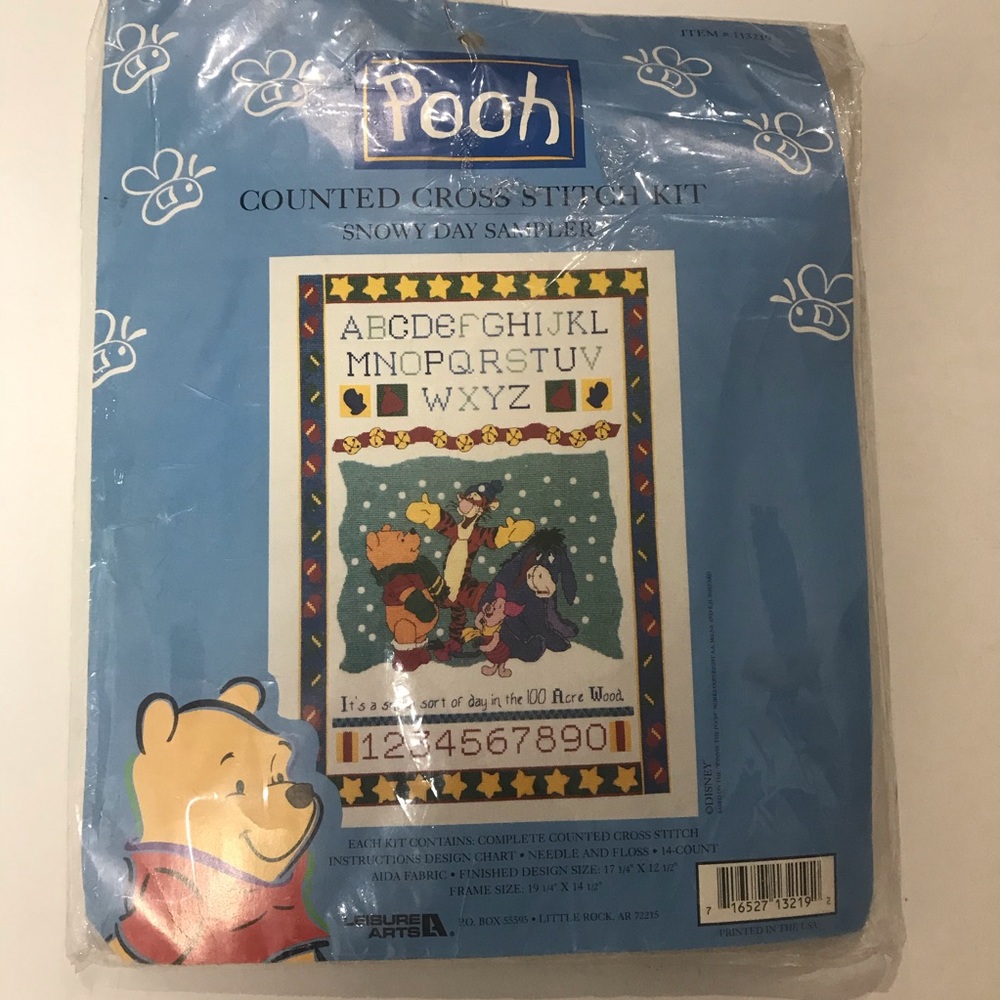 ITEM # 113219
Pooh
COUNTED CROSS STITCH KIT
SNOWY DAY SAMPLER
ABCDEFGHIJKL
MNOPQRSTUV
WXYZ
It's a sort of day in the 100 Acre Wood.
1234567890
©DISNEY
EACH KIT CONTAINS: COMPLETE COUNTED CROSS STITCH
INSTRUCTIONS DESIGN CHART • NEEDLE AND FLOSS • 14-COUNT
AIDA FABRIC • FINISHED DESIGN SIZE: 17 1/4" X 12 1/2"
FRAME SIZE: 19 1/4" X 14 1/2"
LEISURE
ARTS
P.O. BOX 55595 • LITTLE ROCK, AR 72215
7 16527 13219 2
PRINTED IN THE USA